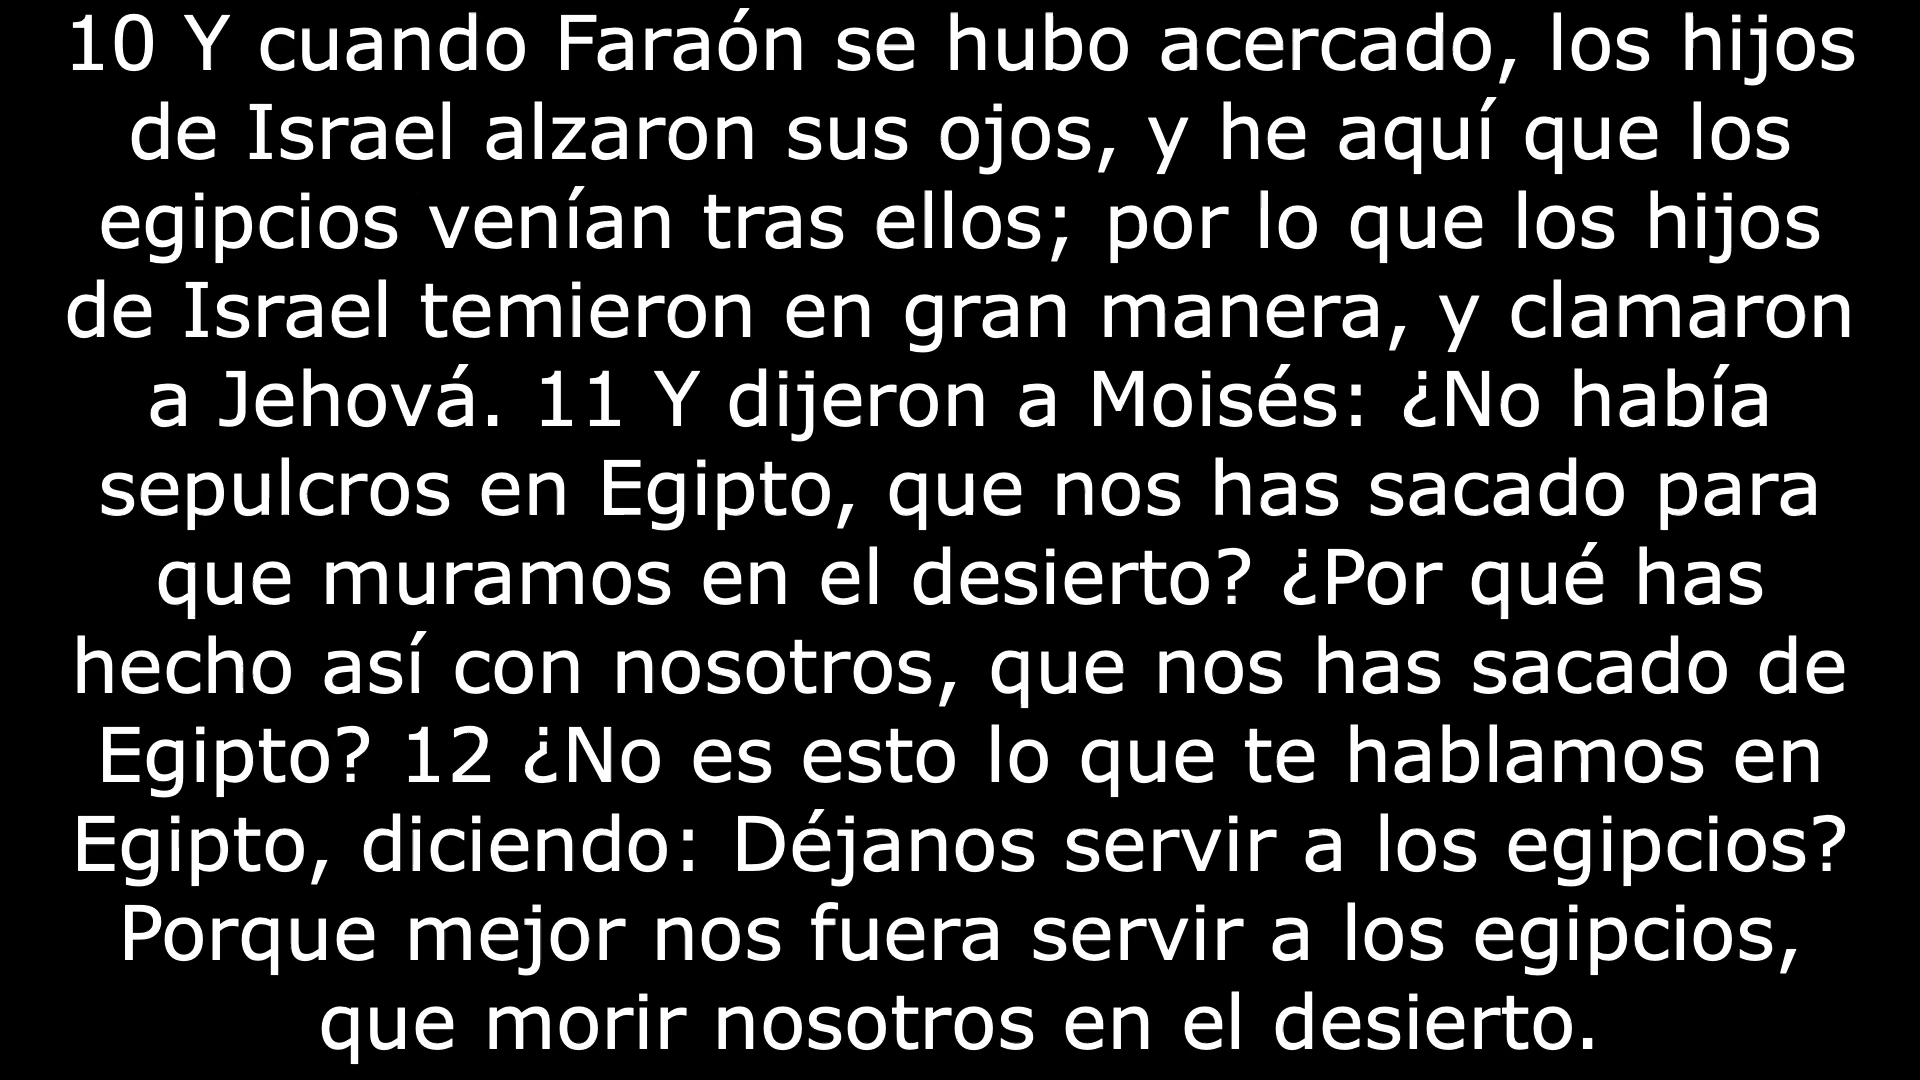 10 Y cuando Faraón se hubo acercado, los hijos
de Israel alzaron sus ojos, y he aquí que los
egipcios venían tras ellos; por lo que los hijos
de Israel temieron en gran manera, y clamaron
a Jehová. 11 Y dijeron a Moisés: ¿No había
sepulcros en Egipto, que nos has sacado para
que muramos en el desierto? ¿Por qué has
hecho así con nosotros, que nos has sacado de
Egipto? 12 ¿No es esto lo que te hablamos en
Egipto, diciendo: Déjanos servir a los egipcios?
Porque mejor nos fuera servir a los egipcios,
que morir nosotros en el desierto.